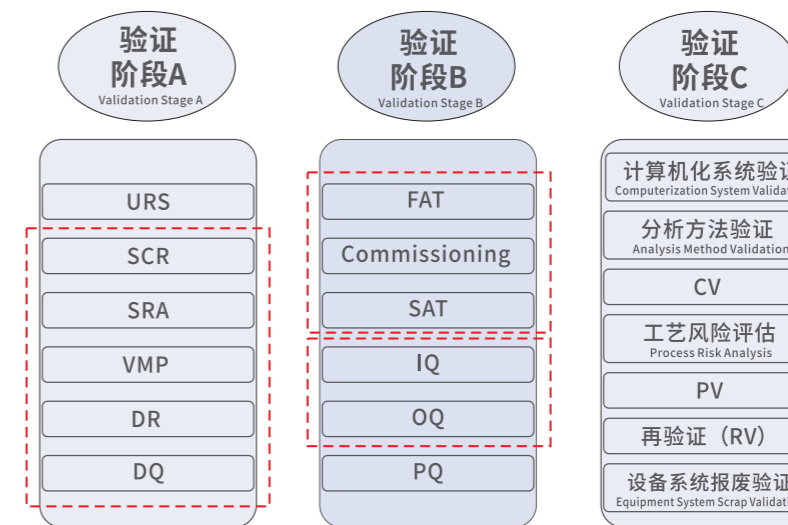 验证
阶段A
Validation Stage A
URS
SCR
SRA
VMP
DR
DQ
验证
阶段B
Validation Stage B
FAT
Commissioning
SAT
IQ
OQ
PQ
验证
阶段C
Validation Stage C
计算机化系统验证
Computerization System Valida
分析方法验证
Analysis Method Validation
CV
工艺风险评估
Process Risk Analysis
PV
再验证（RV）
设备系统报废验证
Equipment System Scrap Validat